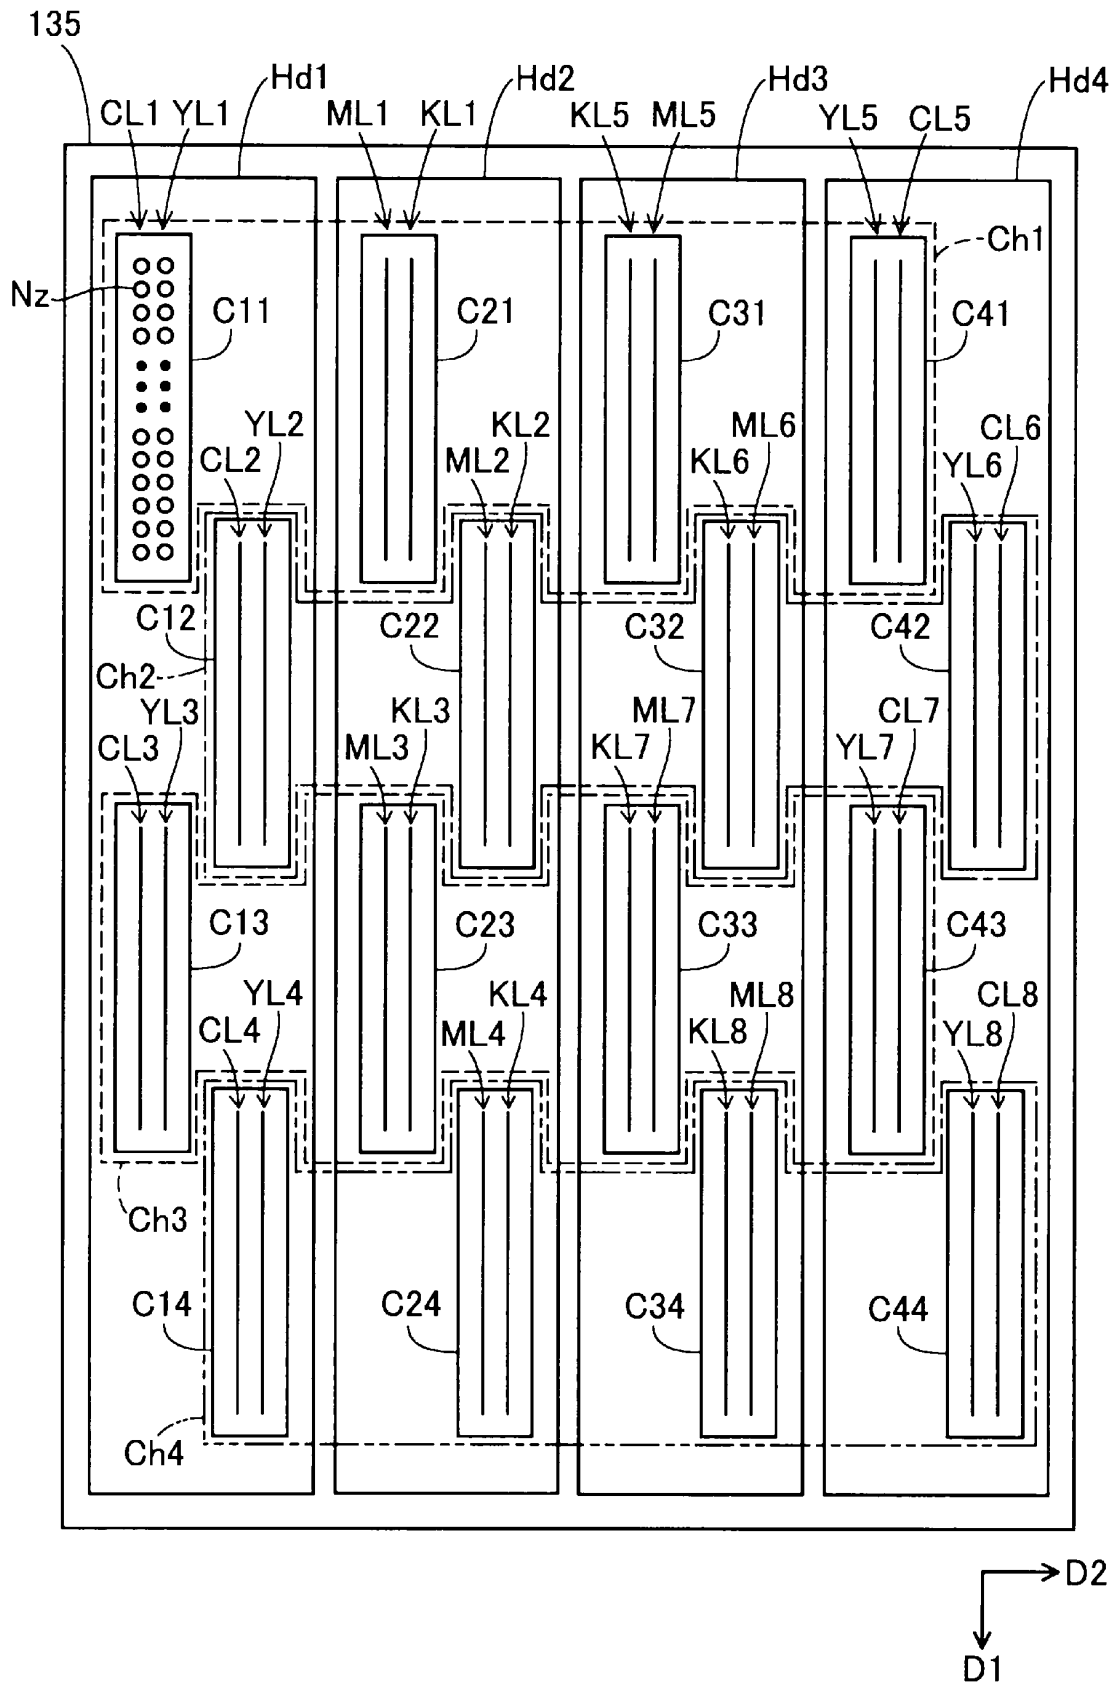 135
Hd1 Hd2 Hd3 Hd4
CL1 YL1 ML1 KL1 KL5 ML5 YL5 CL5
Ch1
Nz C11 C21 C31 C41
YL2 KL2 ML6 CL6
CL2 ML2 KL6 YL6
C12 C22 C32 C42
Ch2
YL3 KL3 ML7 CL7
CL3 ML3 KL7 YL7
C13 C23 C33 C43
YL4 KL4 ML8 CL8
CL4 ML4 KL8 YL8
Ch3
C14 C24 C34 C44
Ch4
D2
D1